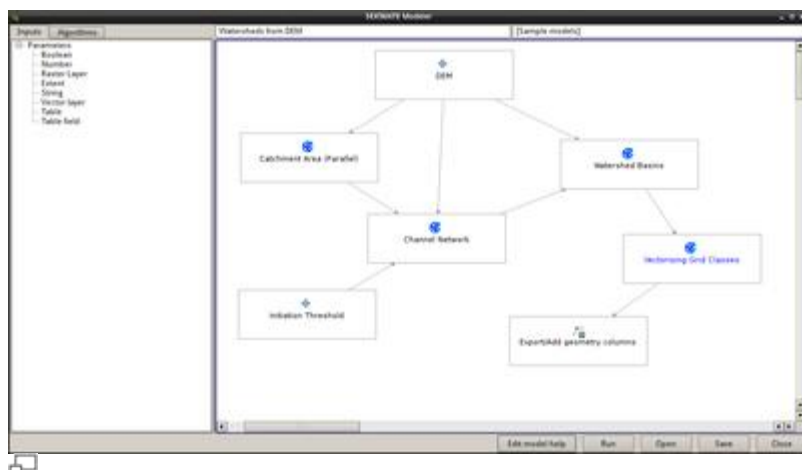 SEXTANTE Modeler
Inputs Algorithms
Watersheds from DEM
[Sample models]
Parameters
Boolean
Number
Raster Layer
Extent
String
Vector layer
Table
Table field
DEM
Catchment Area (Parallel)
Watershed Basins
Channel Network
Vectorising Grid Classes
Initiation Threshold
Export/Add geometry columns
Edit model help Run Open Save Close